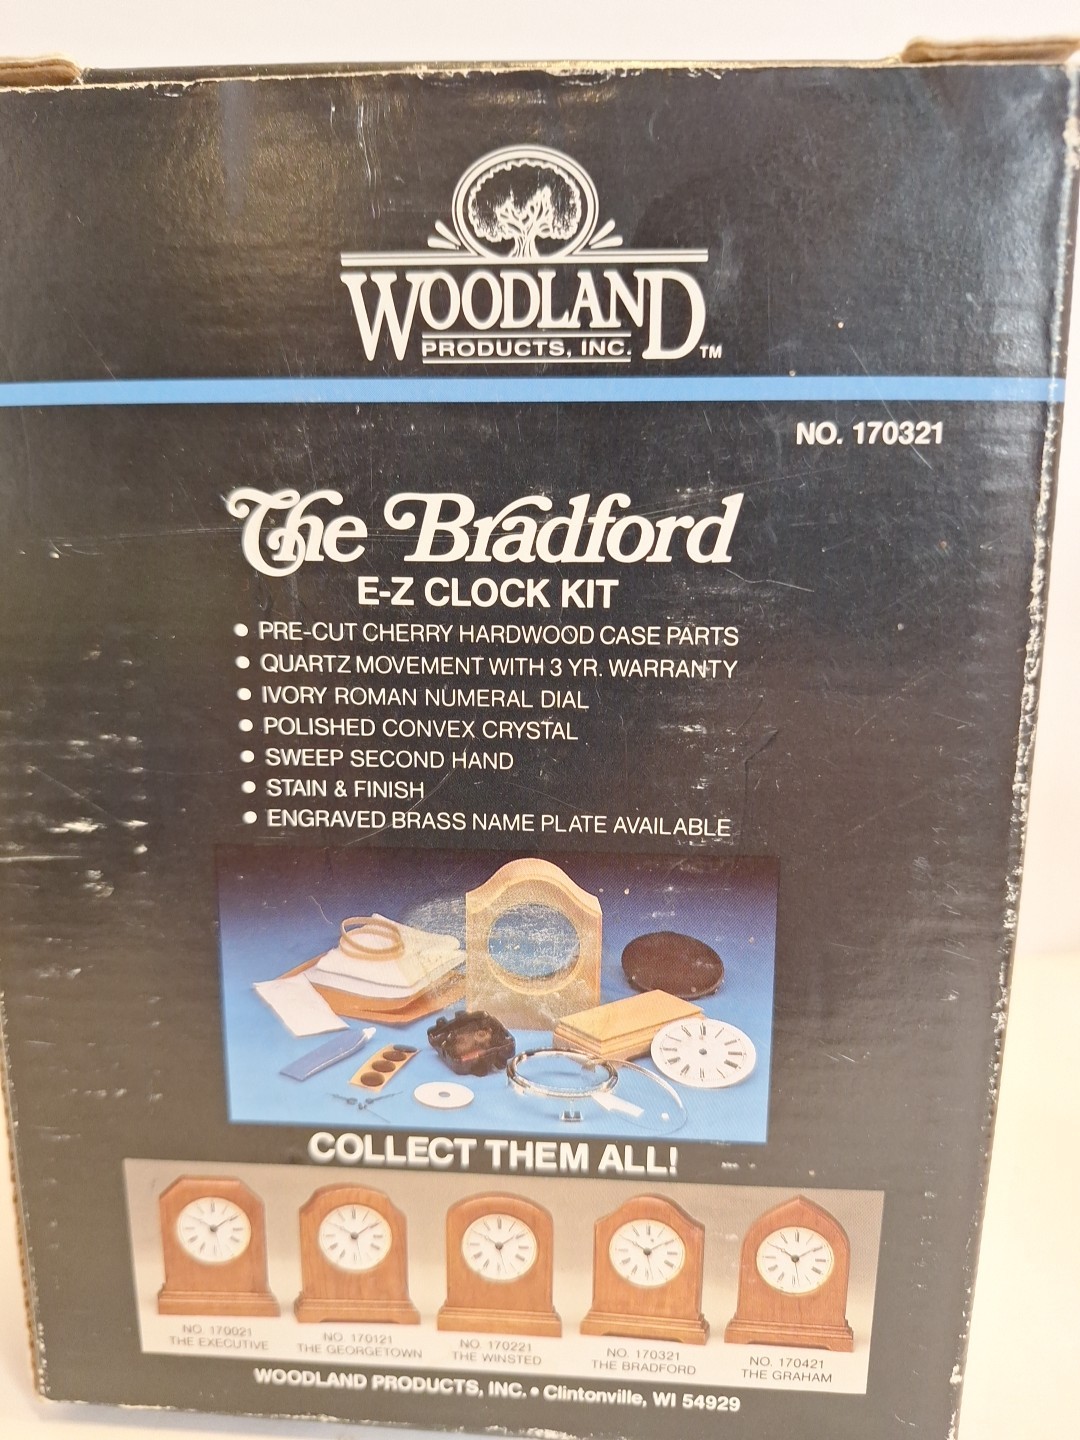 WOODLAND
PRODUCTS, INC. ™
NO. 170321
The Bradford
E-Z CLOCK KIT
• PRE-CUT CHERRY HARDWOOD CASE PARTS
• QUARTZ MOVEMENT WITH 3 YR. WARRANTY
• IVORY ROMAN NUMERAL DIAL
• POLISHED CONVEX CRYSTAL
• SWEEP SECOND HAND
• STAIN & FINISH
• ENGRAVED BRASS NAME PLATE AVAILABLE
COLLECT THEM ALL!
NO. 170021
THE EXECUTIVE
NO. 170121
THE GEORGETOWN
NO. 170221
THE WINSTED
NO. 170321
THE BRADFORD
NO. 170421
THE GRAHAM
WOODLAND PRODUCTS, INC. • Clintonville, WI 54929